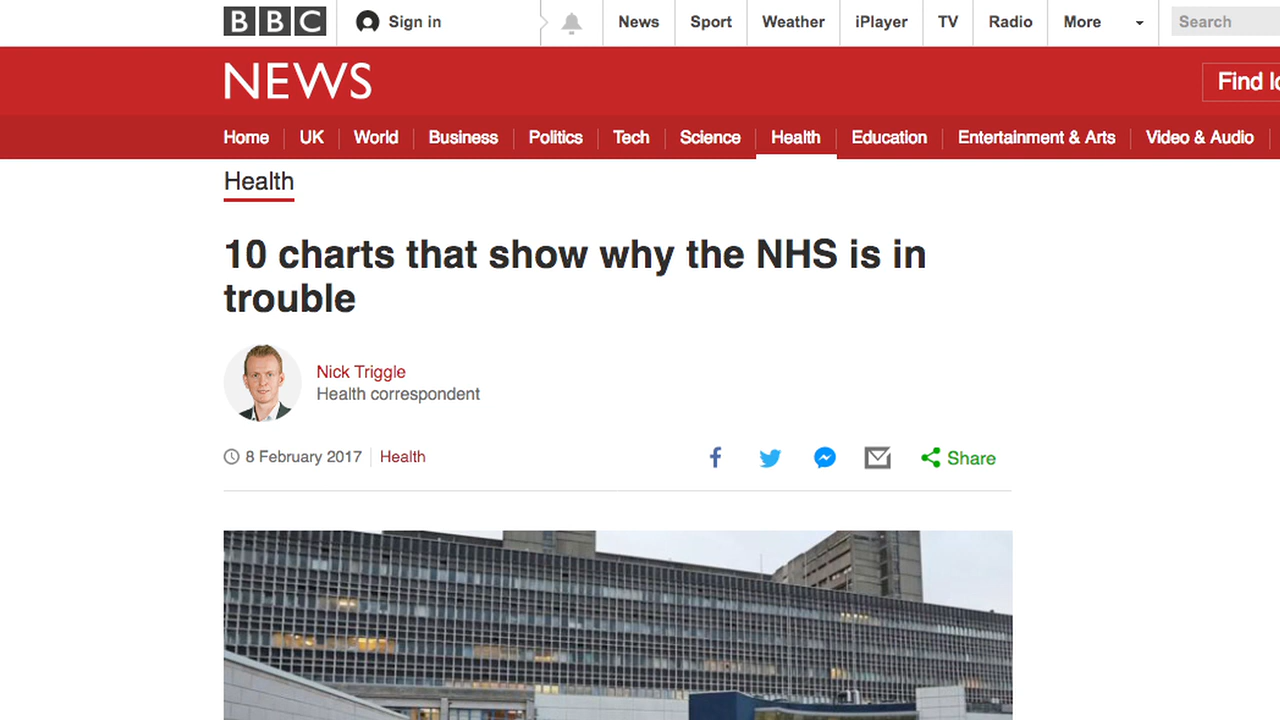 BBC Sign in News Sport Weather iPlayer TV Radio More Search
NEWS
Find
Home UK World Business Politics Tech Science Health Education Entertainment & Arts Video & Audio
Health
10 charts that show why the NHS is in
trouble
Nick Triggle
Health correspondent
8 February 2017 Health Share